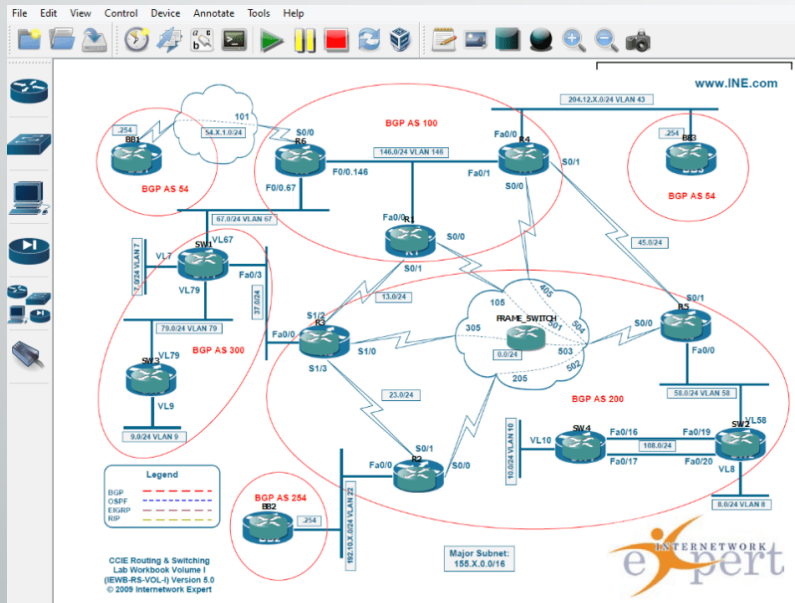 File Edit View Control Device Annotate Tools Help
www.INE.com
204.12.X.0/24 VLAN 43
101
.254
BB1
54.X.1.0/24
S0/0
R6
BGP AS 100
BGP AS 54
F0/0.146
F0/0.67
146.0/24 VLAN 146
Fa0/0
R4
Fa0/1
S0/0
S0/1
.254
BB3
BGP AS 54
67.0/24 VLAN 67
Fa0/0
R1
R1
S0/0
S0/1
45.0/24
SW1
VL67
VL7
7.0/24 VLAN 7
VL79
Fa0/3
37.0/24
13.0/24
79.0/24 VLAN 79
BGP AS 300
SW3
VL79
VL9
9.0/24 VLAN 9
S1/2
R3
Fa0/0
S1/0
S1/3
23.0/24
105
405
FRAME_SWITCH
305
501
504
503
502
0.0/24
205
S0/1
R5
S0/0
Fa0/0
58.0/24 VLAN 58
BGP AS 200
VL58
SW2
SW4
Fa0/16
Fa0/19
108.0/24
Fa0/17
Fa0/20
VL10
10.0/24 VLAN 10
VL8
8.0/24 VLAN 8
S0/1
R2
Fa0/0
S0/0
192.10.X.0/24 VLAN 22
BGP AS 254
BB2
.254
Legend
BGP
OSPF
EIGRP
RIP
CCIE Routing & Switching
Lab Workbook Volume I
(IEWB-RS-VOL-I) Version 5.0
© 2009 Internetwork Expert
Major Subnet:
155.X.0.0/16
INTERNETWORK
expert